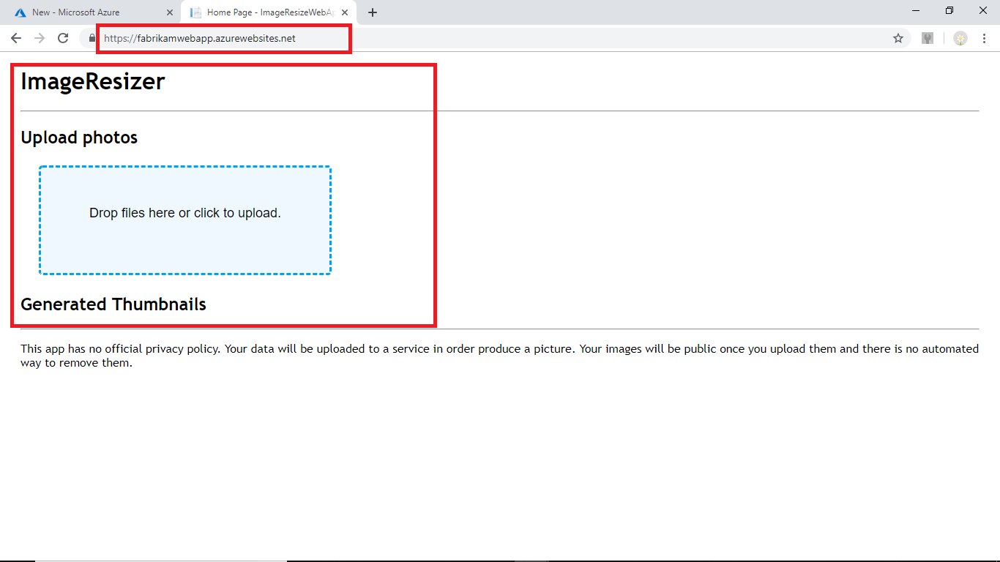 New - Microsoft Azure
Home Page - ImageResizeWebAp
https://fabrikamwebapp.azurewebsites.net
ImageResizer
Upload photos
Drop files here or click to upload.
Generated Thumbnails
This app has no official privacy policy. Your data will be uploaded to a service in order produce a picture. Your images will be public once you upload them and there is no automated
way to remove them.